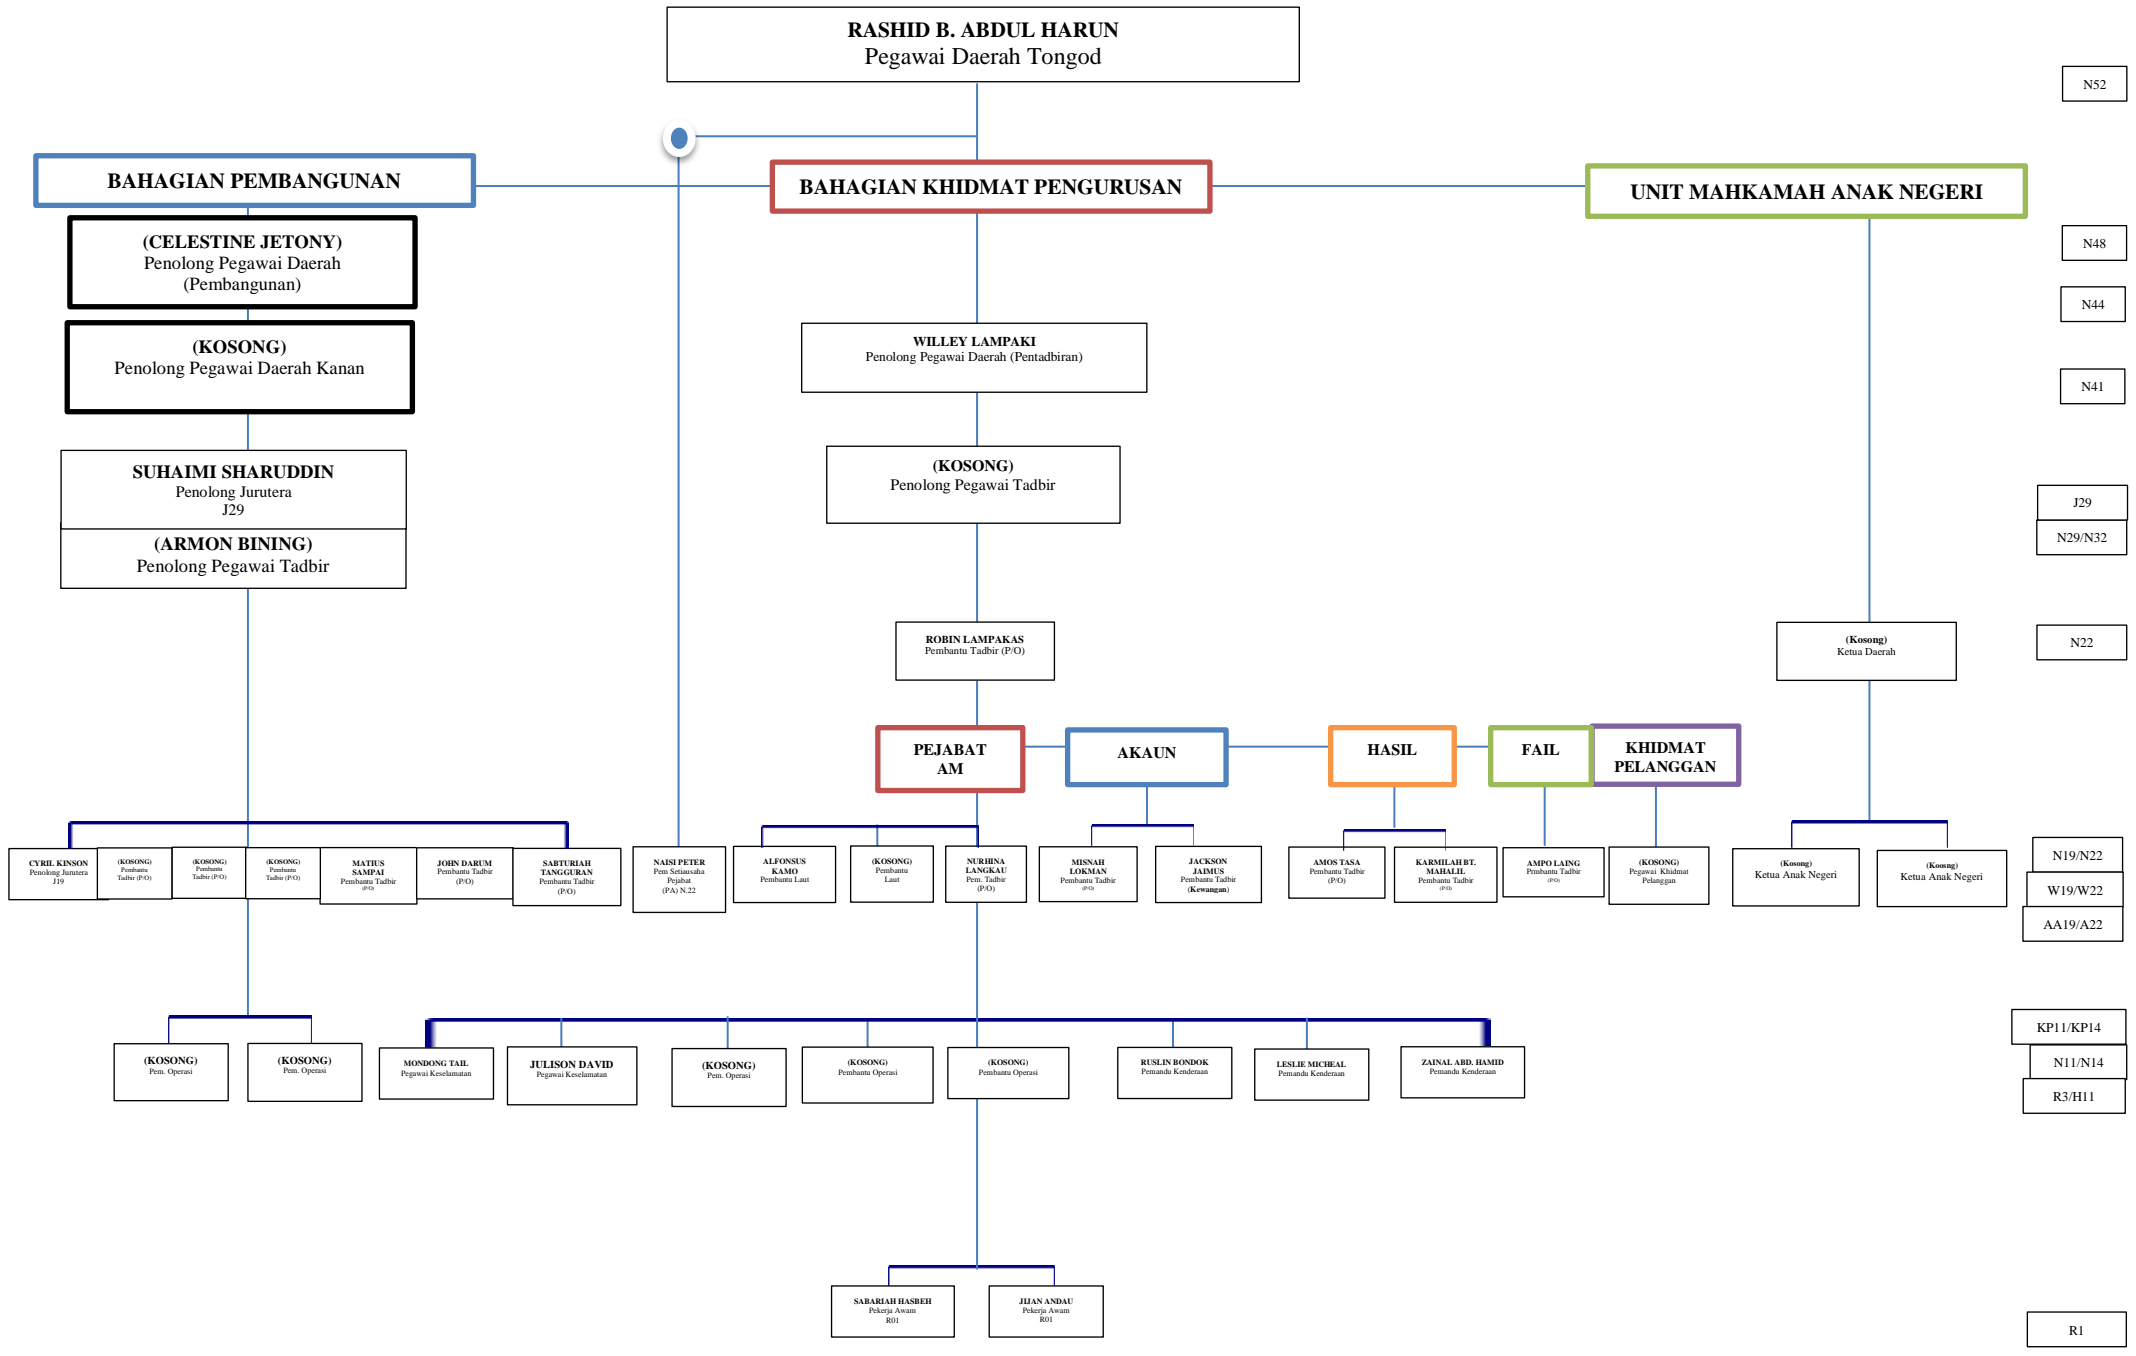 RASHID B. ABDUL HARUN
Pegawai Daerah Tongod
N52
BAHAGIAN PEMBANGUNAN
BAHAGIAN KHIDMAT PENGURUSAN
UNIT MAHKAMAH ANAK NEGERI
(CELESTINE JETONY)
Penolong Pegawai Daerah
(Pembangunan)
N48
N44
(KOSONG)
Penolong Pegawai Daerah Kanan
WILLEY LAMPAKI
Penolong Pegawai Daerah (Pentadbiran)
N41
SUHAIMI SHARUDDIN
Penolong Jurutera
J29
(KOSONG)
Penolong Pegawai Tadbir
J29
(ARMON BINING)
Penolong Pegawai Tadbir
N29/N32
ROBIN LAMPAKAS
Pembantu Tadbir (P/O)
(Kosong)
Ketua Daerah
N22
PEJABAT
AM
AKAUN
HASIL
FAIL
KHIDMAT
PELANGGAN
CYRIL KINSON
Penolong Jurutera
J19
(KOSONG)
Pembantu
Tadbir (P/O)
(KOSONG)
Pembantu
Tadbir (P/O)
(KOSONG)
Pembantu
Tadbir (P/O)
MATIUS
SAMPAI
Pembantu Tadbir
(P/O)
JOHN DARUM
Pembantu Tadbir
(P/O)
SABTURIAH
TANGGURAN
Pembantu Tadbir
(P/O)
NAISI PETER
Pem Setiausaha
Pejabat
(PA) N.22
ALFONSUS
KAMO
Pembantu Laut
(KOSONG)
Pembantu
Laut
NURHINA
LANGKAU
Pem. Tadbir
(P/O)
MISNAH
LOKMAN
Pembantu Tadbir
(P/O)
JACKSON
JAIMUS
Pembantu Tadbir
(Kewangan)
AMOS TASA
Pembantu Tadbir
(P/O)
KARMILAH BT.
MAHALIL
Pembantu Tadbir
(P/O)
AMPO LAING
Prmbantu Tadbir
(P/O)
(KOSONG)
Pegawai Khidmat
Pelanggan
(Kosong)
Ketua Anak Negeri
(Koosng)
Ketua Anak Negeri
N19/N22
W19/W22
AA19/A22
KP11/KP14
N11/N14
R3/H11
(KOSONG)
Pem. Operasi
(KOSONG)
Pem. Operasi
MONDONG TAIL
Pegawai Keselamatan
JULISON DAVID
Pegawai Keselamatan
(KOSONG)
Pem. Operasi
(KOSONG)
Pembantu Operasi
(KOSONG)
Pembantu Operasi
RUSLIN BONDOK
Pemandu Kenderaan
LESLIE MICHEAL
Pemandu Kenderaan
ZAINAL ABD. HAMID
Pemandu Kenderaan
SABARIAH HASBEH
Pekerja Awam
R01
JIJAN ANDAU
Pekerja Awam
R01
R1